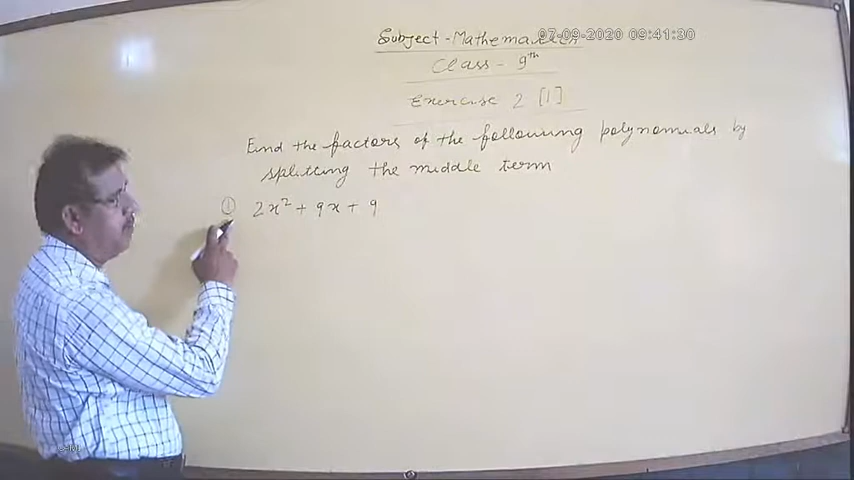 Subject - Mathematics
07-09-2020 09:41:30
Class - 9th
Exercise 2 [1]
Find the factors of the following polynomials by
splitting the middle term
① 2x² + 9x + 9